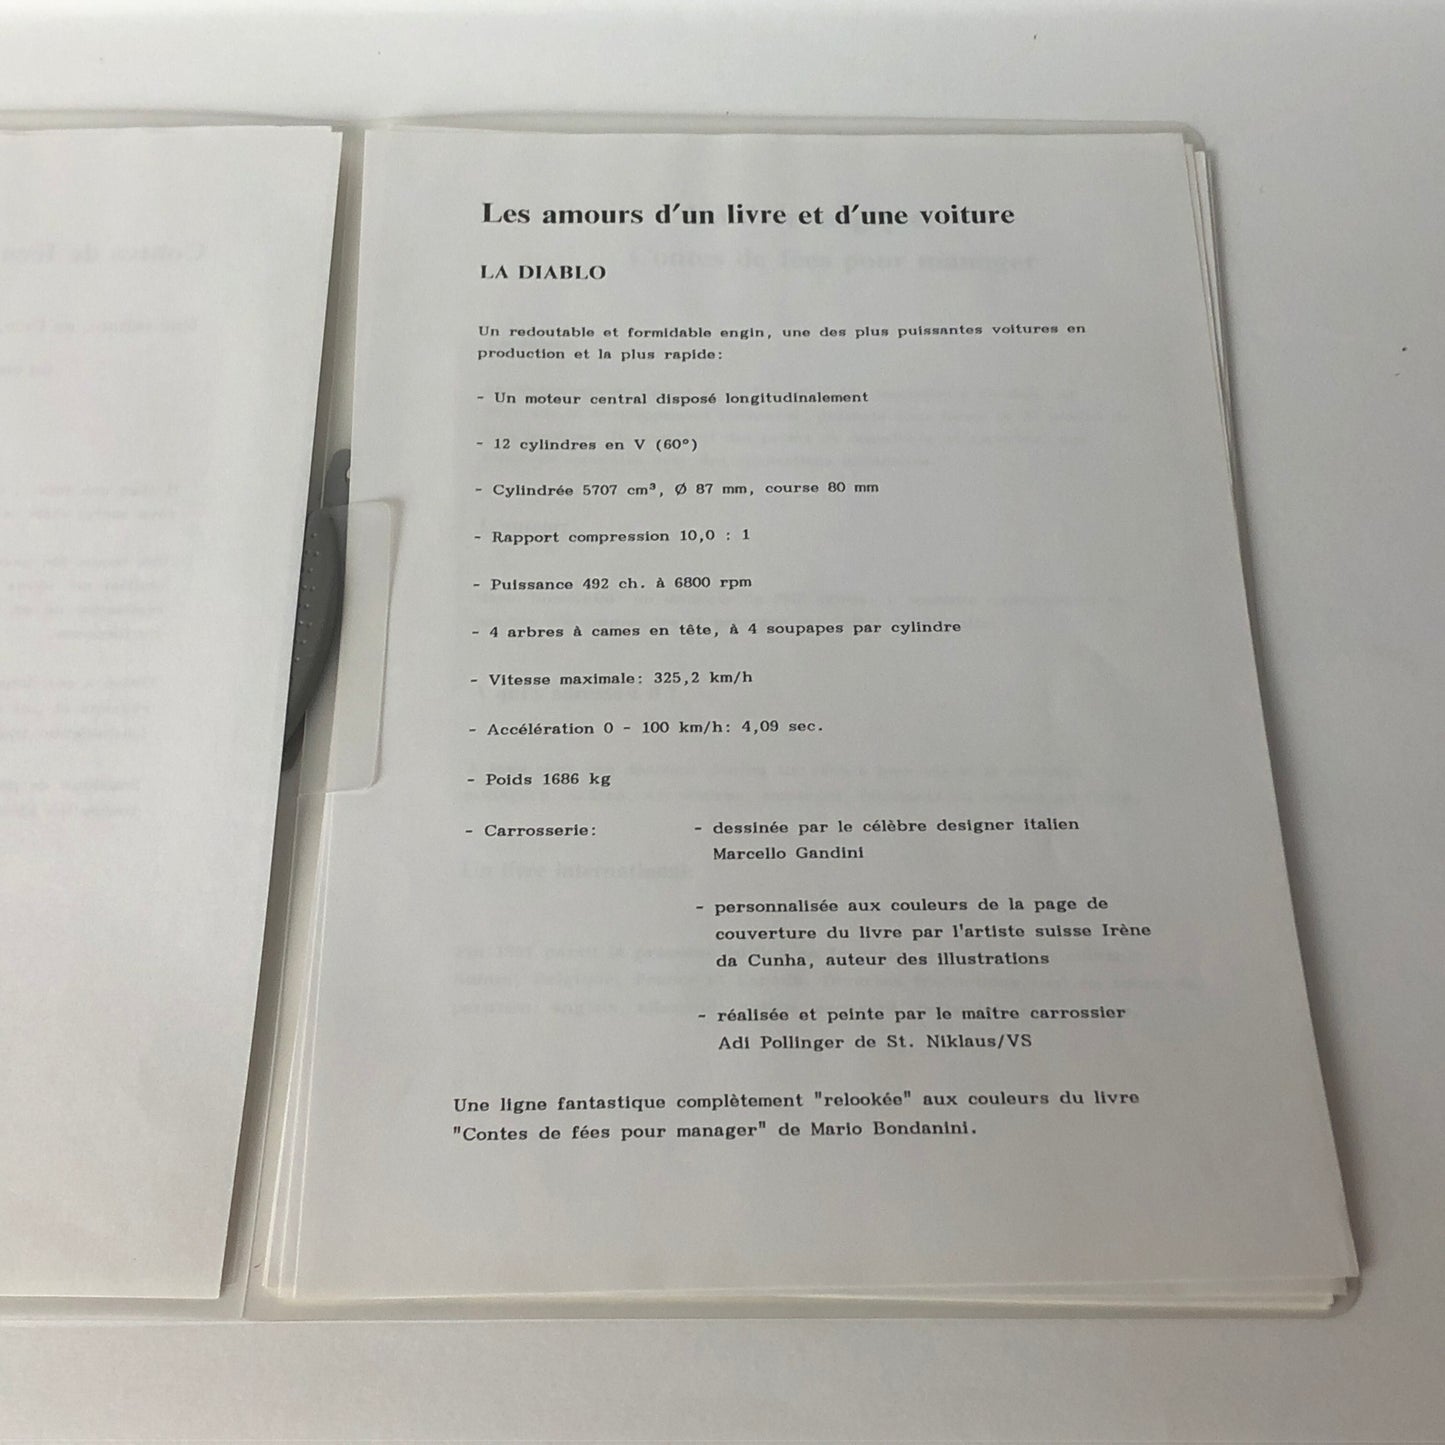 Les amours d'un livre et d'une voiture
LA DIABLO
Un redoutable et formidable engin, une des plus puissantes voitures en
production et la plus rapide:
- Un moteur central disposé longitudinalement
- 12 cylindres en V (60°)
- Cylindrée 5707 cm³, Ø 87 mm, course 80 mm
- Rapport compression 10,0 : 1
- Puissance 492 ch. à 6800 rpm
- 4 arbres à cames en tête, à 4 soupapes par cylindre
- Vitesse maximale: 325,2 km/h
- Accélération 0 - 100 km/h: 4,09 sec.
- Poids 1686 kg
- Carrosserie: - dessinée par le célèbre designer italien
Marcello Gandini
- personnalisée aux couleurs de la page de
couverture du livre par l'artiste suisse Irène
da Cunha, auteur des illustrations
- réalisée et peinte par le maître carrossier
Adi Pollinger de St. Niklaus/VS
Une ligne fantastique complètement "relookée" aux couleurs du livre
"Contes de fées pour manager" de Mario Bondanini.